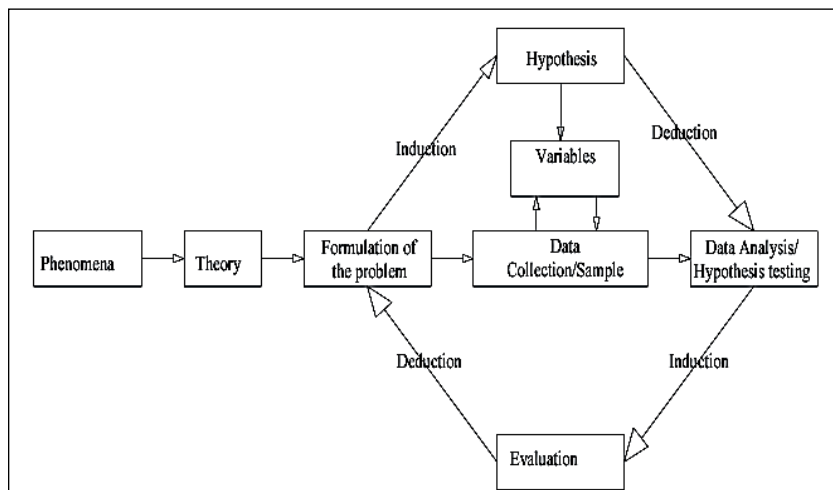 Hypothesis
Induction
Deduction
Variables
Phenomena
Theory
Formulation of
the problem
Data
Collection/Sample
Data Analysis/
Hypothesis testing
Deduction
Induction
Evaluation